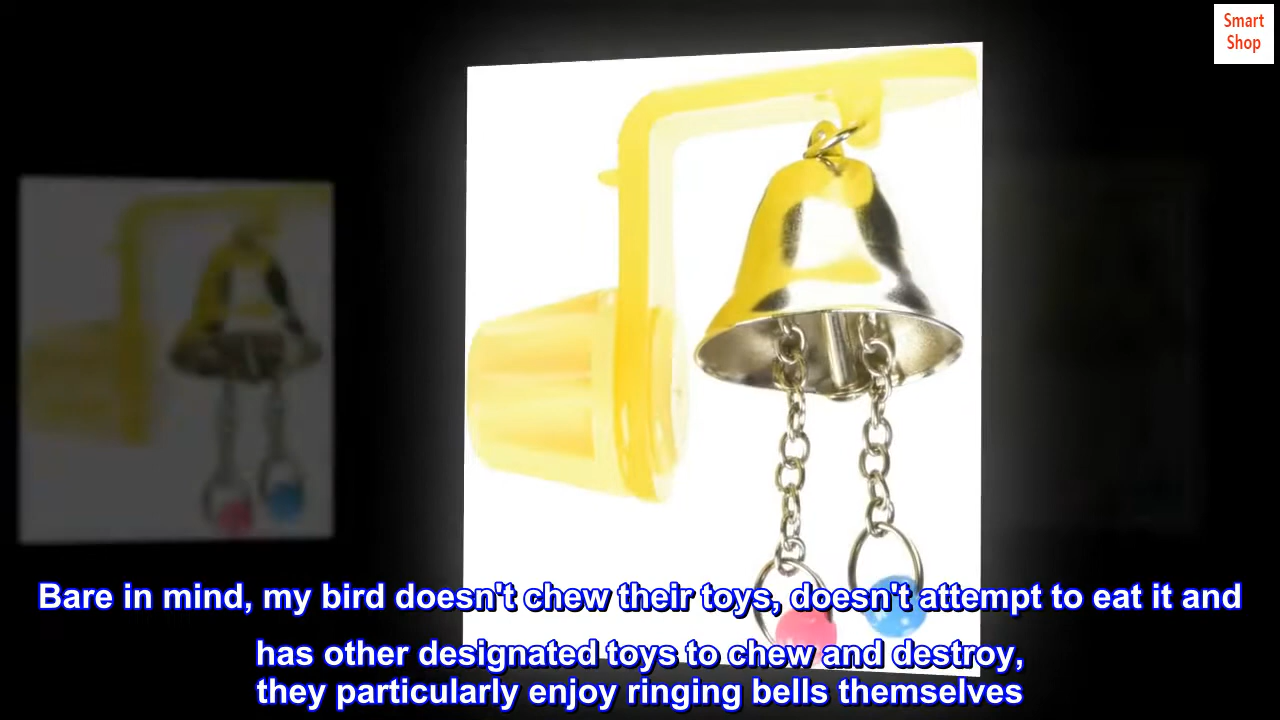 Smart
Shop
Bare in mind, my bird doesn't chew their toys, doesn't attempt to eat it and
has other designated toys to chew and destroy,
they particularly enjoy ringing bells themselves